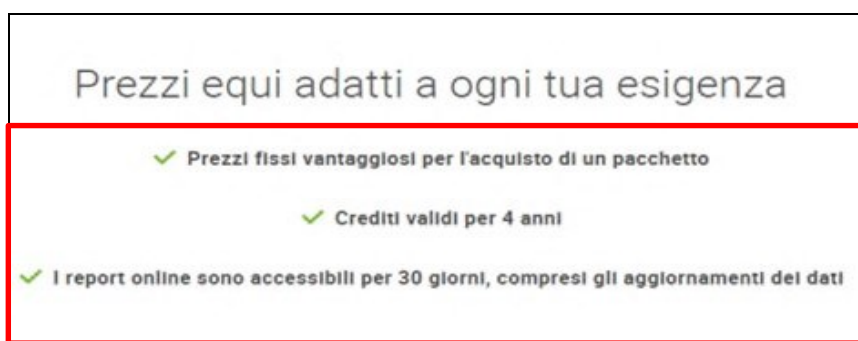 Prezzi equi adatti a ogni tua esigenza
Prezzi fissi vantaggiosi per l'acquisto di un pacchetto
Crediti validi per 4 anni
I report online sono accessibili per 30 giorni, compresi gli aggiornamenti dei dati